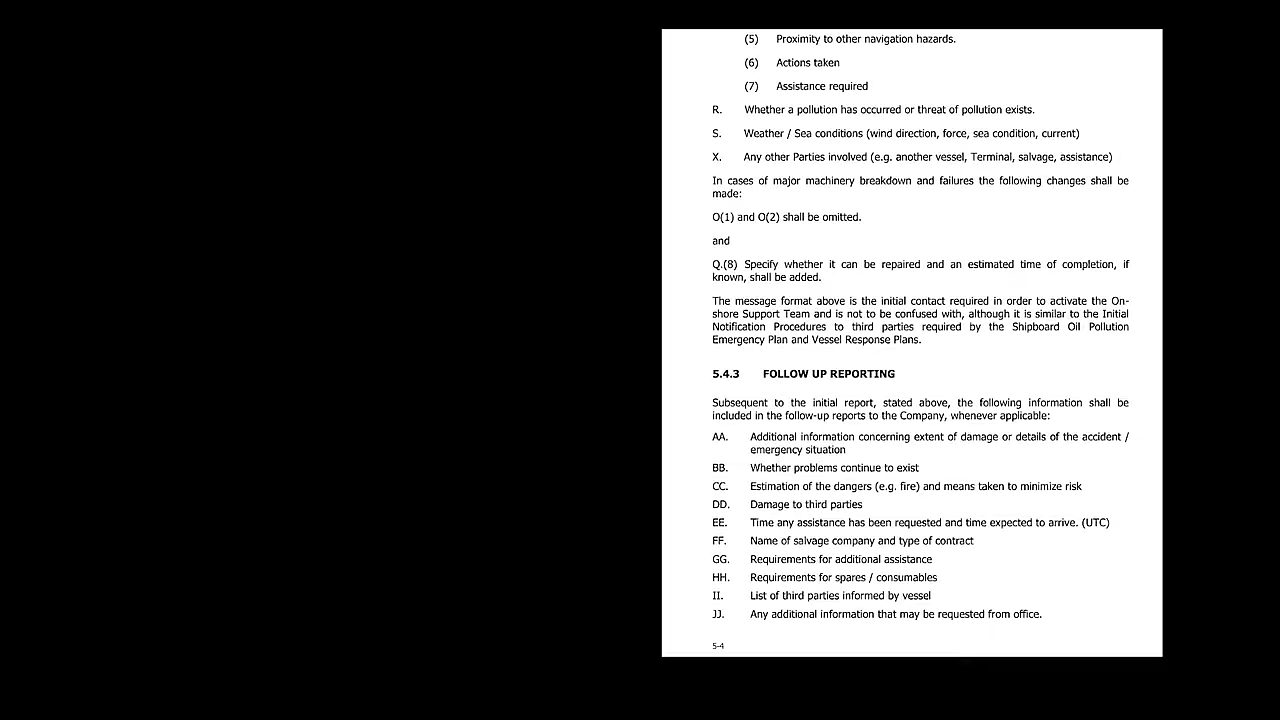 (5) Proximity to other navigation hazards.
(6) Actions taken
(7) Assistance required
R. Whether a pollution has occurred or threat of pollution exists.
S. Weather / Sea conditions (wind direction, force, sea condition, current)
X. Any other Parties involved (e.g. another vessel, Terminal, salvage, assistance)
In cases of major machinery breakdown and failures the following changes shall be
made:
O(1) and O(2) shall be omitted.
and
Q.(8) Specify whether it can be repaired and an estimated time of completion, if
known, shall be added.
The message format above is the initial contact required in order to activate the On-
shore Support Team and is not to be confused with, although it is similar to the Initial
Notification Procedures to third parties required by the Shipboard Oil Pollution
Emergency Plan and Vessel Response Plans.
5.4.3 FOLLOW UP REPORTING
Subsequent to the initial report, stated above, the following information shall be
included in the follow-up reports to the Company, whenever applicable:
AA. Additional information concerning extent of damage or details of the accident /
emergency situation
BB. Whether problems continue to exist
CC. Estimation of the dangers (e.g. fire) and means taken to minimize risk
DD. Damage to third parties
EE. Time any assistance has been requested and time expected to arrive. (UTC)
FF. Name of salvage company and type of contract
GG. Requirements for additional assistance
HH. Requirements for spares / consumables
II. List of third parties informed by vessel
JJ. Any additional information that may be requested from office.
5-4